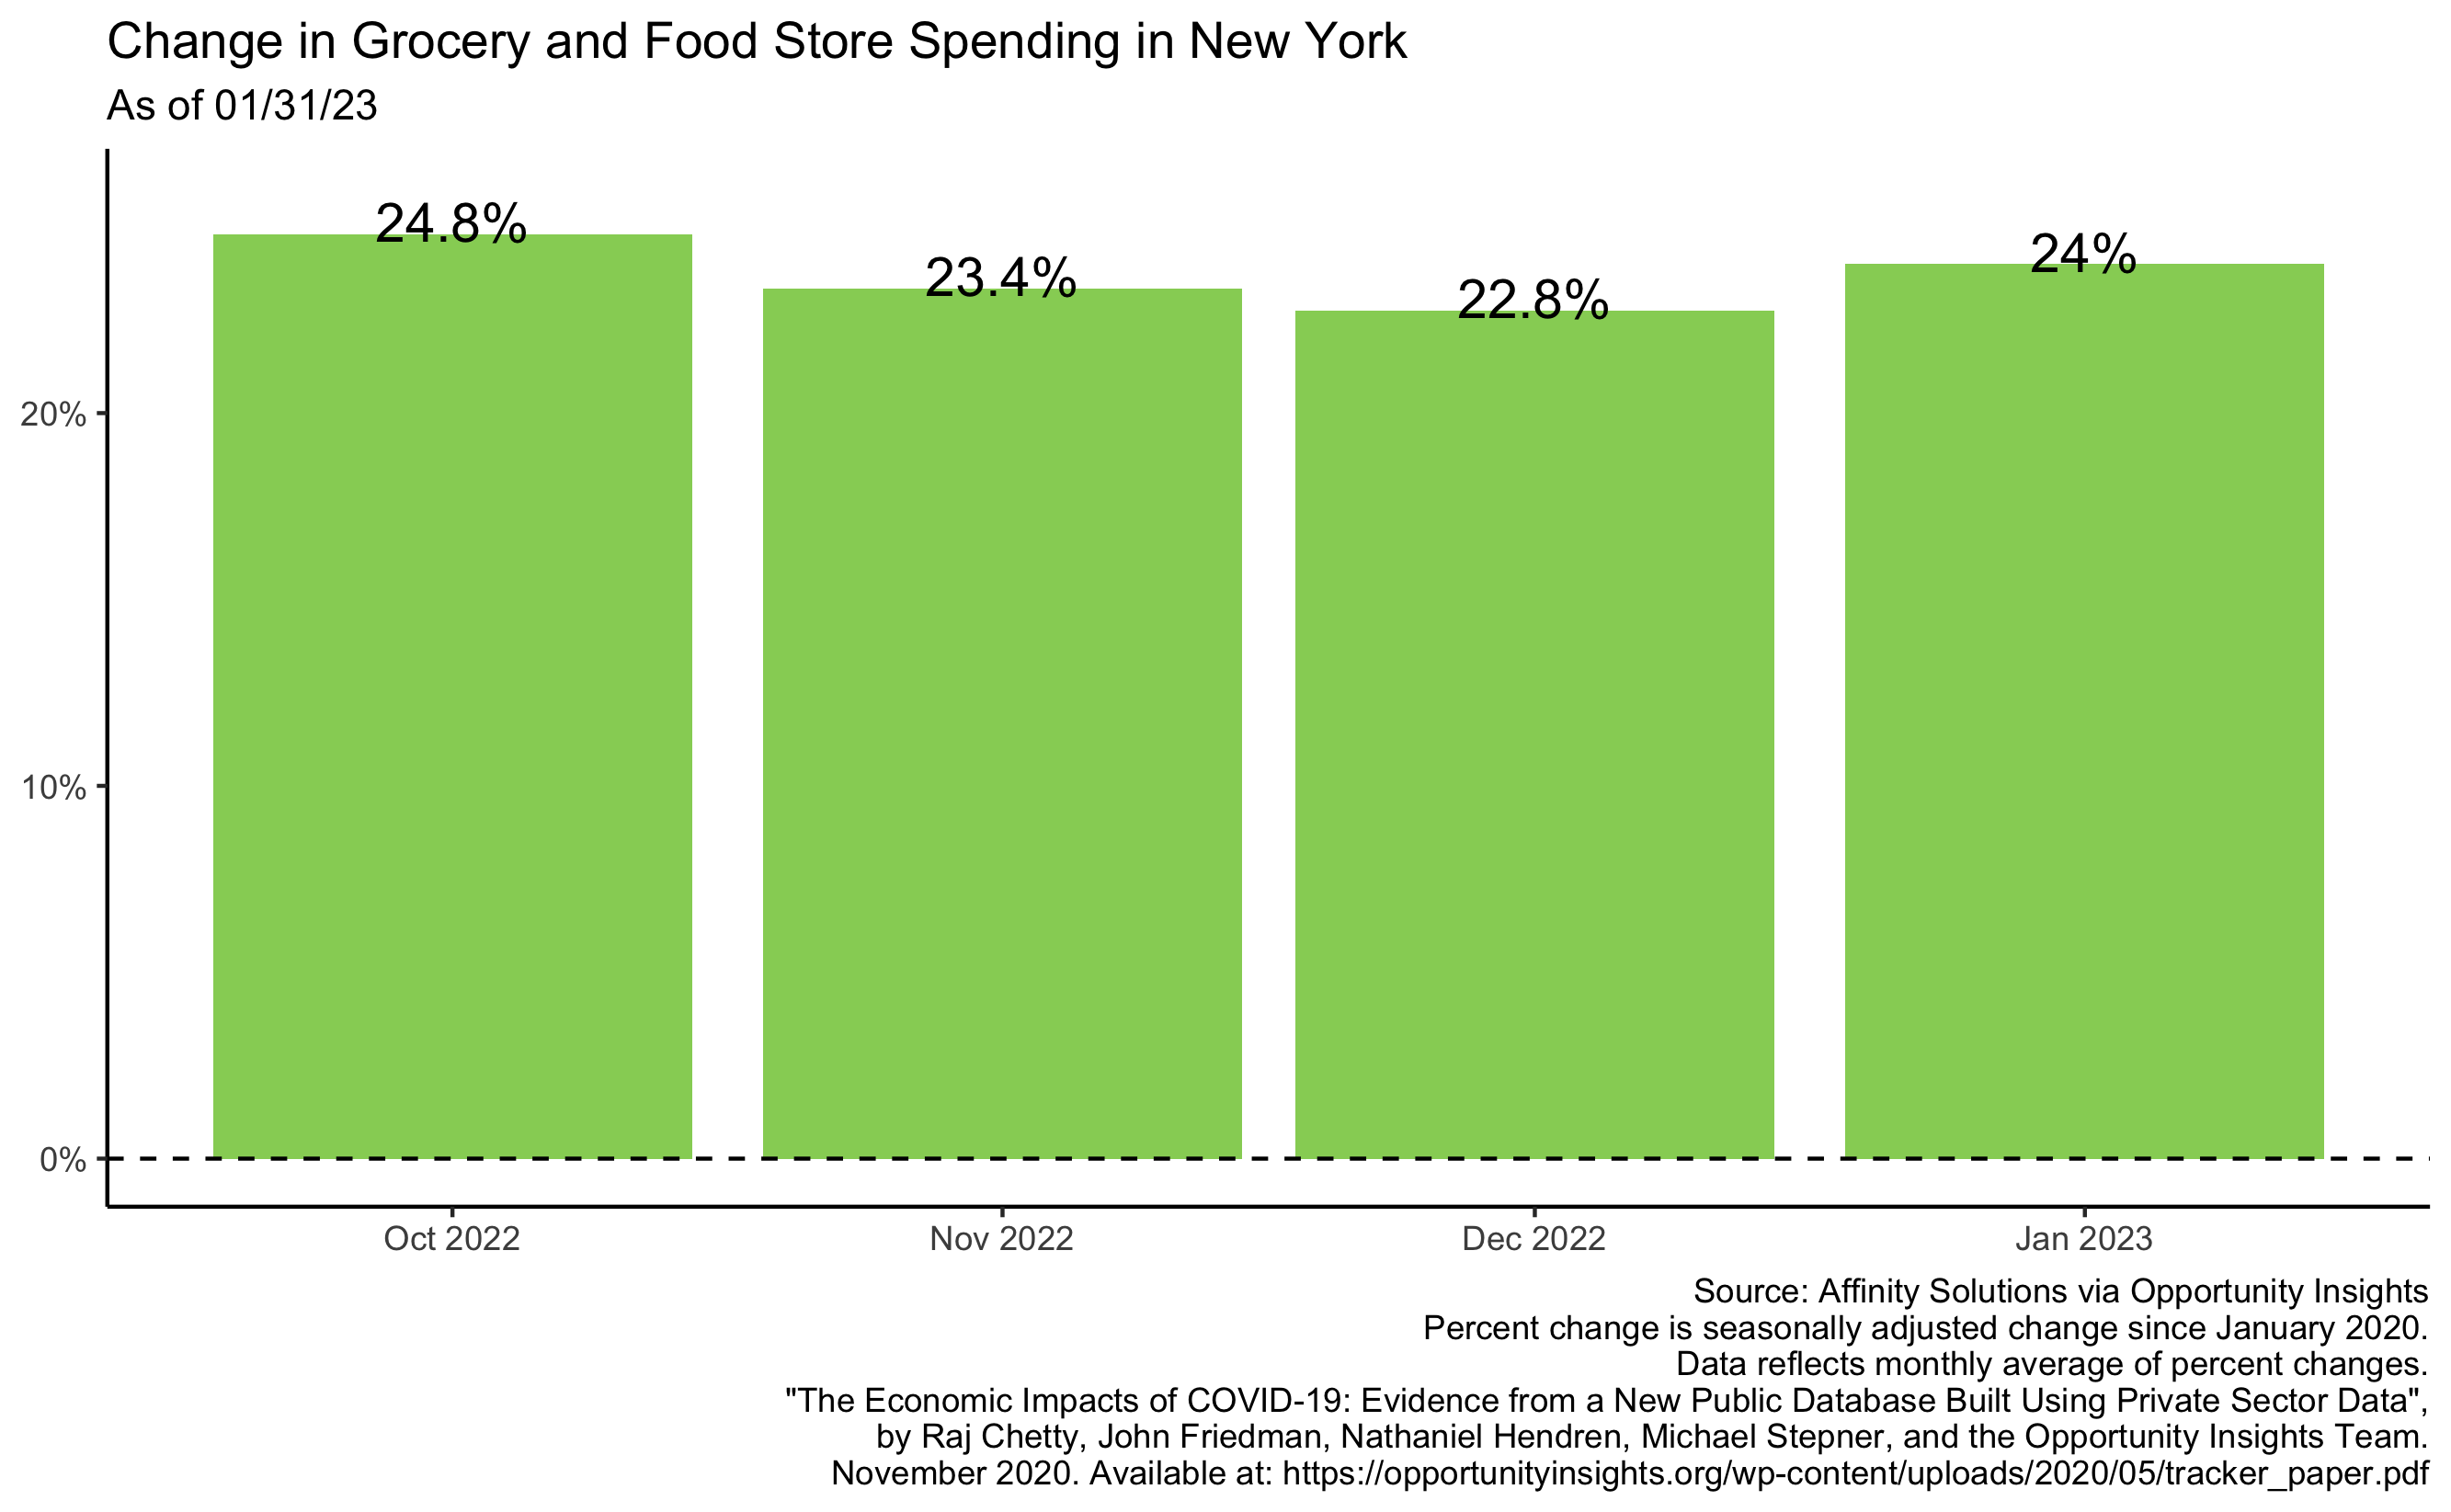 Change in Grocery and Food Store Spending in New York
As of 01/31/23
24.8%
23.4%
22.8%
24%
20%
10%
0%
Oct 2022
Nov 2022
Dec 2022
Jan 2023
Source: Affinity Solutions via Opportunity Insights
Percent change is seasonally adjusted change since January 2020.
Data reflects monthly average of percent changes.
"The Economic Impacts of COVID-19: Evidence from a New Public Database Built Using Private Sector Data",
by Raj Chetty, John Friedman, Nathaniel Hendren, Michael Stepner, and the Opportunity Insights Team.
November 2020. Available at: https://opportunityinsights.org/wp-content/uploads/2020/05/tracker_paper.pdf